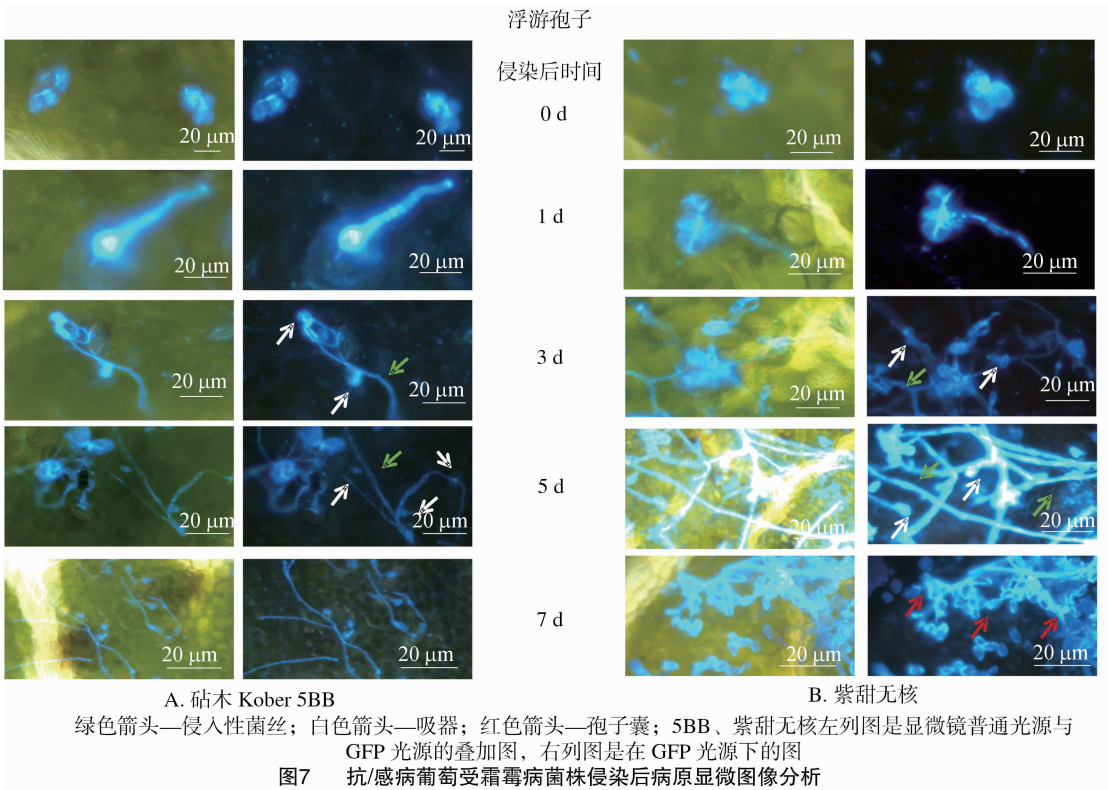 浮游孢子
侵染后时间
0 d
20 μm 20 μm 20 μm 20 μm
1 d
20 μm 20 μm 20 μm 20 μm
3 d
20 μm 20 μm 20 μm 20 μm
5 d
20 μm 20 μm 20 μm 20 μm
7 d
20 μm 20 μm 20 μm 20 μm
A. 砧木 Kober 5BB
B. 紫甜无核
绿色箭头—侵入性菌丝；白色箭头—吸器；红色箭头—孢子囊；5BB、紫甜无核左列图是显微镜普通光源与
GFP 光源的叠加图，右列图是在 GFP 光源下的图
图7 抗/感病葡萄受霜霉病菌株侵染后病原显微图像分析